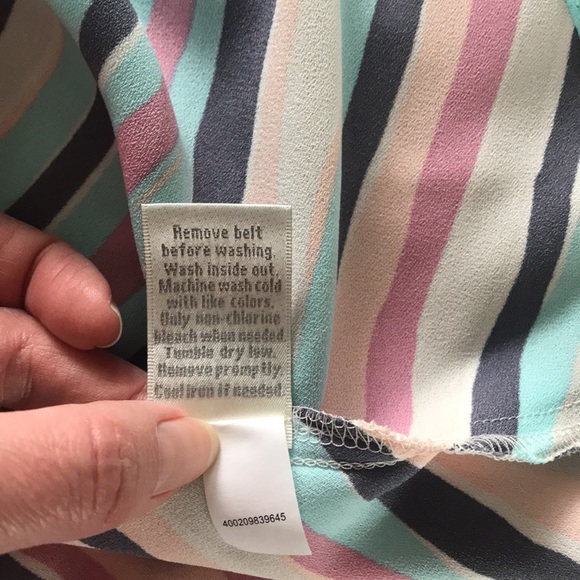 Remove belt
before washing.
Wash inside out.
Machine wash cold
with like colors.
Only non-chlorine
bleach when needed.
Tumble dry low.
Remove promptly.
Cool iron if needed.
400209839645